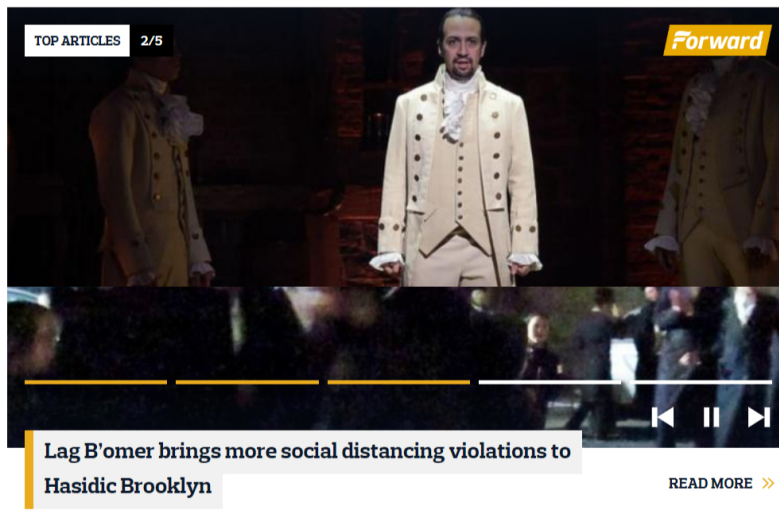 TOP ARTICLES 2/5
Forward
Lag B’omer brings more social distancing violations to
Hasidic Brooklyn
READ MORE